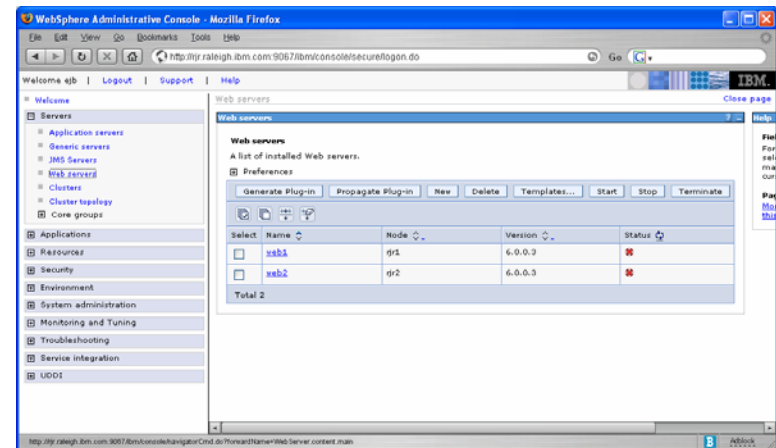 WebSphere Administrative Console - Mozilla Firefox
File Edit View Go Bookmarks Tools Help
http://rjr.raleigh.ibm.com:9067/ibm/console/secure/logon.do Go
Welcome ejb | Logout | Support | Help IBM.
Welcome
Servers
Application servers
Generic servers
JMS Servers
Web servers
Clusters
Cluster topology
Core groups
Applications
Resources
Security
Environment
System administration
Monitoring and Tuning
Troubleshooting
Service integration
UDDI
Web servers Close page
Web servers ? _ Help
Web servers
A list of installed Web servers.
Preferences
Generate Plug-in Propagate Plug-in New Delete Templates... Start Stop Terminate
Select Name Node Version Status
web1 rjr1 6.0.0.3
web2 rjr2 6.0.0.3
Total 2
http://rjr.raleigh.ibm.com:9067/ibm/console/navigatorCmd.do?forwardName=WebServer.content.main Adblock